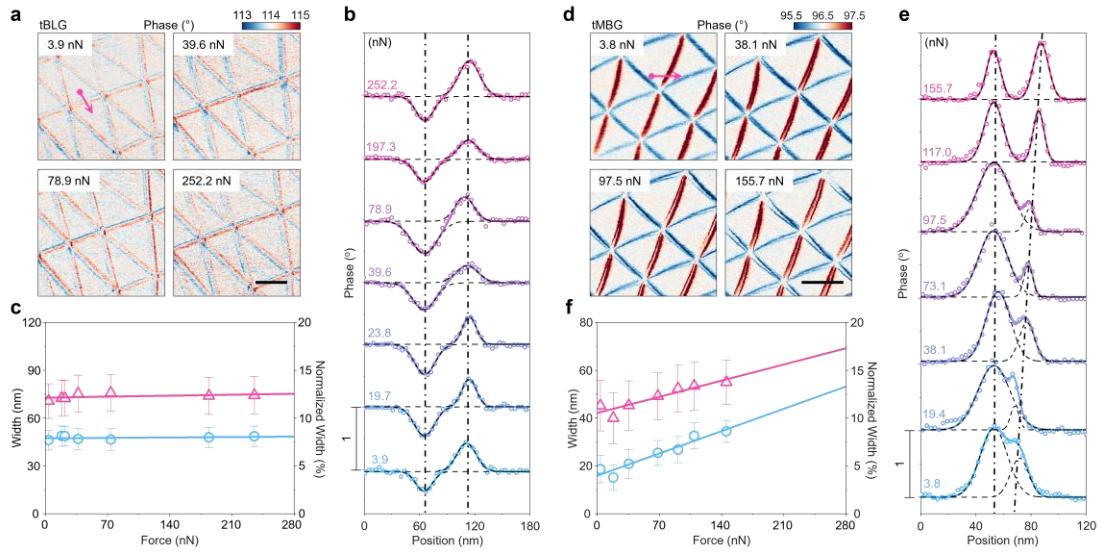 a
tBLG
Phase (°)
113 114 115
3.9 nN
39.6 nN
78.9 nN
252.2 nN
b
(nN)
252.2
197.3
78.9
39.6
23.8
19.7
3.9
1
Phase (°)
0 60 120 180
Position (nm)
c
120
90
60
30
0
Width (nm)
20
15
10
5
0
Normalized Width (%)
0 70 140 210 280
Force (nN)
d
tMBG
Phase (°)
95.5 96.5 97.5
3.8 nN
38.1 nN
97.5 nN
155.7 nN
e
(nN)
155.7
117.0
97.5
73.1
38.1
19.4
3.8
1
Phase (°)
0 20 40 60 80 100 120
Position (nm)
f
80
60
40
20
0
Width (nm)
20
15
10
5
0
Normalized Width (%)
0 70 140 210 280
Force (nN)